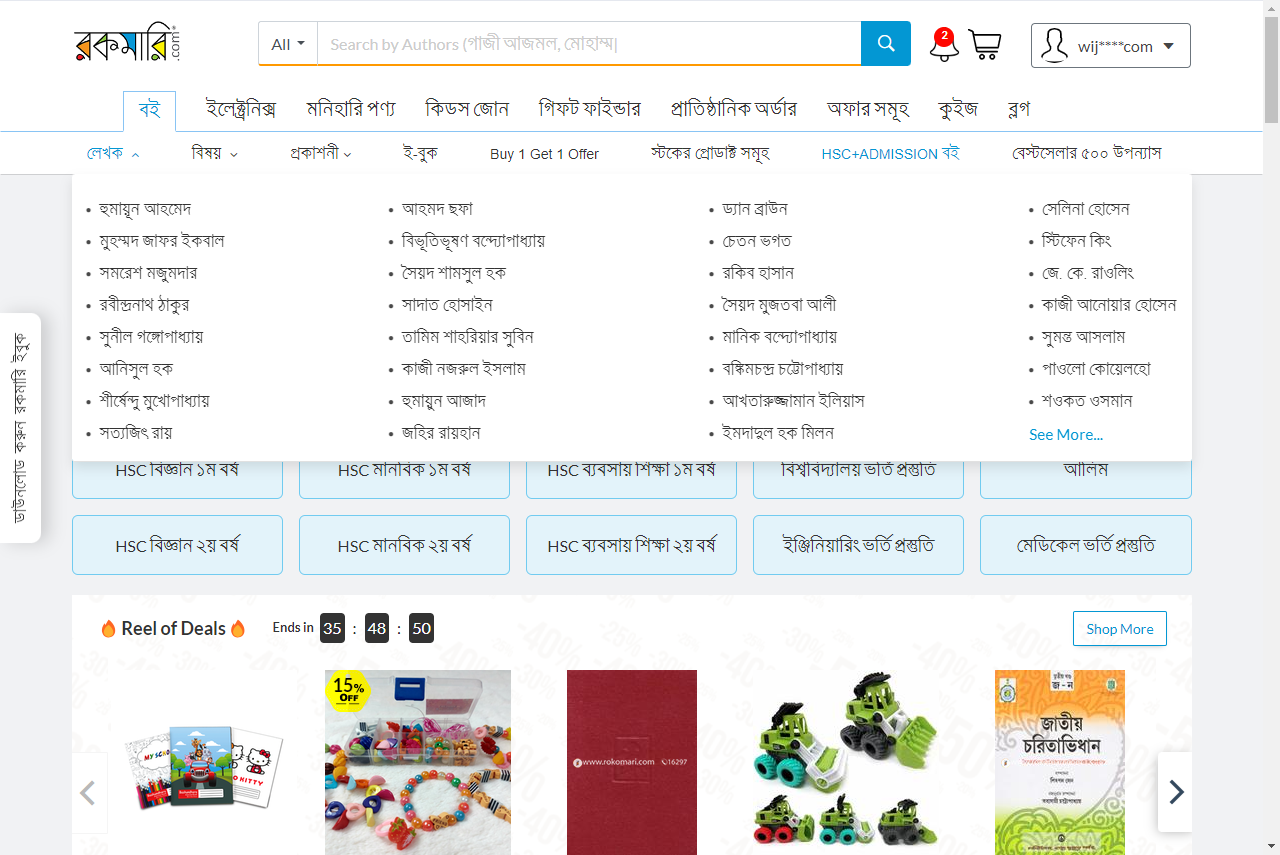 রকমারি.com
All
Search by Authors (গাজী আজমল, মোহাম্ম|
2
wij****com
বই
ইলেক্ট্রনিক্স
মনিহারি পণ্য
কিডস জোন
গিফট ফাইন্ডার
প্রাতিষ্ঠানিক অর্ডার
অফার সমূহ
কুইজ
ব্লগ
লেখক
বিষয়
প্রকাশনী
ই-বুক
Buy 1 Get 1 Offer
স্টকের প্রোডাক্ট সমূহ
HSC+ADMISSION বই
বেস্টসেলার ৫০০ উপন্যাস
হুমায়ূন আহমেদ
মুহম্মদ জাফর ইকবাল
সমরেশ মজুমদার
রবীন্দ্রনাথ ঠাকুর
সুনীল গঙ্গোপাধ্যায়
আনিসুল হক
শীর্ষেন্দু মুখোপাধ্যায়
সত্যজিৎ রায়
আহমদ ছফা
বিভূতিভূষণ বন্দ্যোপাধ্যায়
সৈয়দ শামসুল হক
সাদাত হোসাইন
তামিম শাহরিয়ার সুবিন
কাজী নজরুল ইসলাম
হুমায়ুন আজাদ
জহির রায়হান
ড্যান ব্রাউন
চেতন ভগত
রকিব হাসান
সৈয়দ মুজতবা আলী
মানিক বন্দ্যোপাধ্যায়
বঙ্কিমচন্দ্র চট্টোপাধ্যায়
আখতারুজ্জামান ইলিয়াস
ইমদাদুল হক মিলন
সেলিনা হোসেন
স্টিফেন কিং
জে. কে. রাওলিং
কাজী আনোয়ার হোসেন
সুমন্ত আসলাম
পাওলো কোয়েলহো
শওকত ওসমান
See More...
ডাউনলোড করুন রকমারি ইবুক
HSC বিজ্ঞান ১ম বর্ষ
HSC মানবিক ১ম বর্ষ
HSC ব্যবসায় শিক্ষা ১ম বর্ষ
বিশ্ববিদ্যালয় ভর্তি প্রস্তুতি
আলিম
HSC বিজ্ঞান ২য় বর্ষ
HSC মানবিক ২য় বর্ষ
HSC ব্যবসায় শিক্ষা ২য় বর্ষ
ইঞ্জিনিয়ারিং ভর্তি প্রস্তুতি
মেডিকেল ভর্তি প্রস্তুতি
Reel of Deals
Ends in 35 : 48 : 50
Shop More
15% OFF
MY SCHO
O KITTY
www.rokomari.com 16297
জ - ন
জাতীয়
চরিতাভিধান